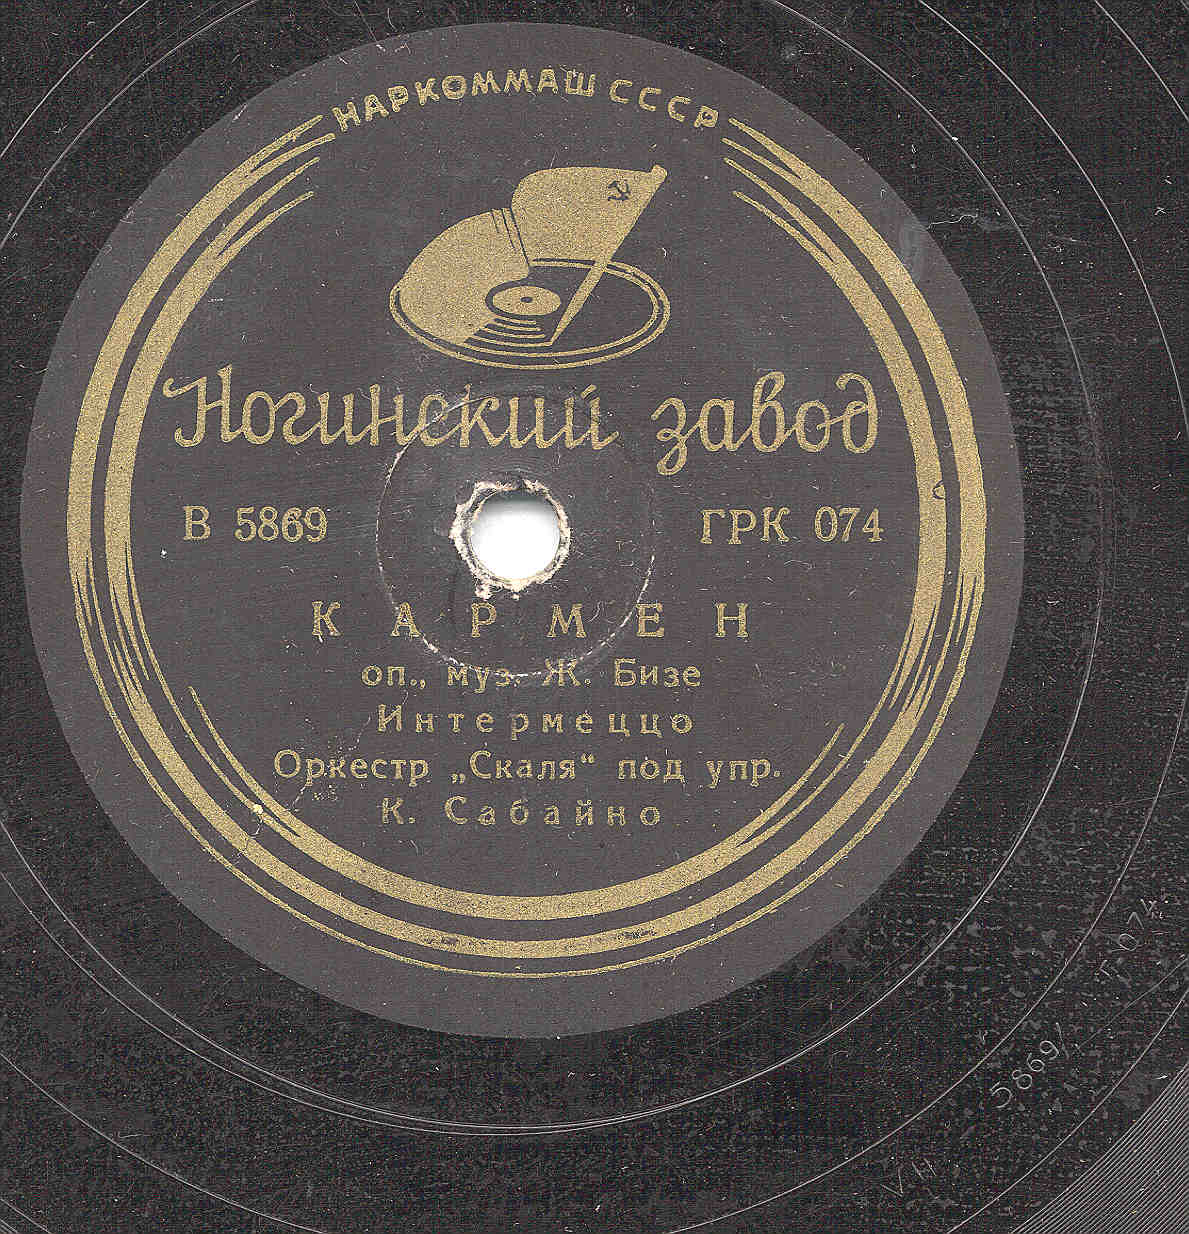 НАРКОММАШ СССР
Ногинский завод
В 5869 ГРК 074
КАРМЕН
оп., муз. Ж. Бизе
Интермеццо
Оркестр „Скаля“ под упр.
К. Сабайно
5869/